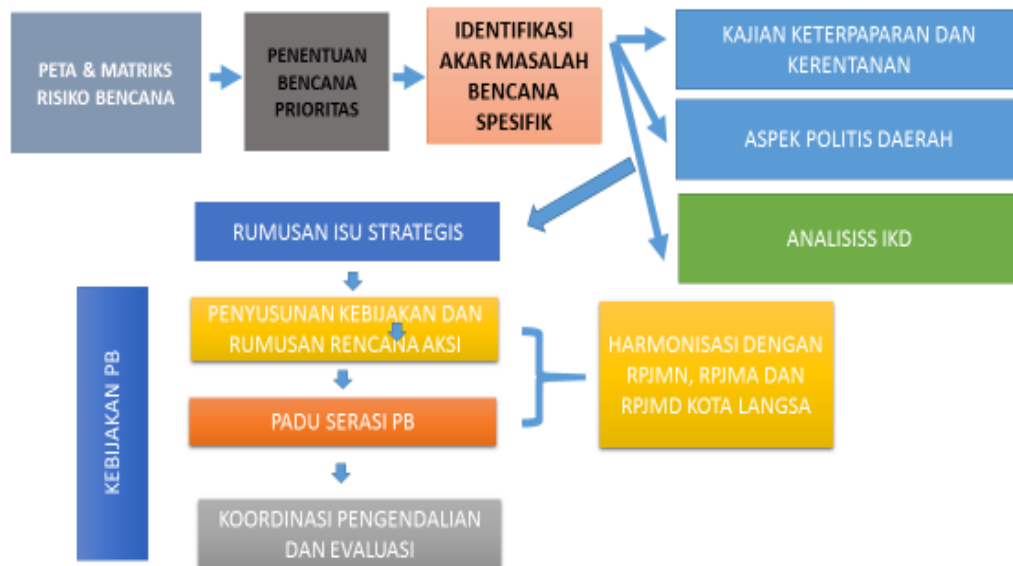 PETA & MATRIKS
RISIKO BENCANA
PENENTUAN
BENCANA
PRIORITAS
IDENTIFIKASI
AKAR MASALAH
BENCANA
SPESIFIK
KAJIAN KETERPAPARAN DAN
KERENTANAN
ASPEK POLITIS DAERAH
ANALISISS IKD
RUMUSAN ISU STRATEGIS
KEBIJAKAN PB
PENYUSUNAN KEBIJAKAN DAN
RUMUSAN RENCANA AKSI
HARMONISASI DENGAN
RPJMN, RPJMA DAN
RPJMD KOTA LANGSA
PADU SERASI PB
KOORDINASI PENGENDALIAN
DAN EVALUASI